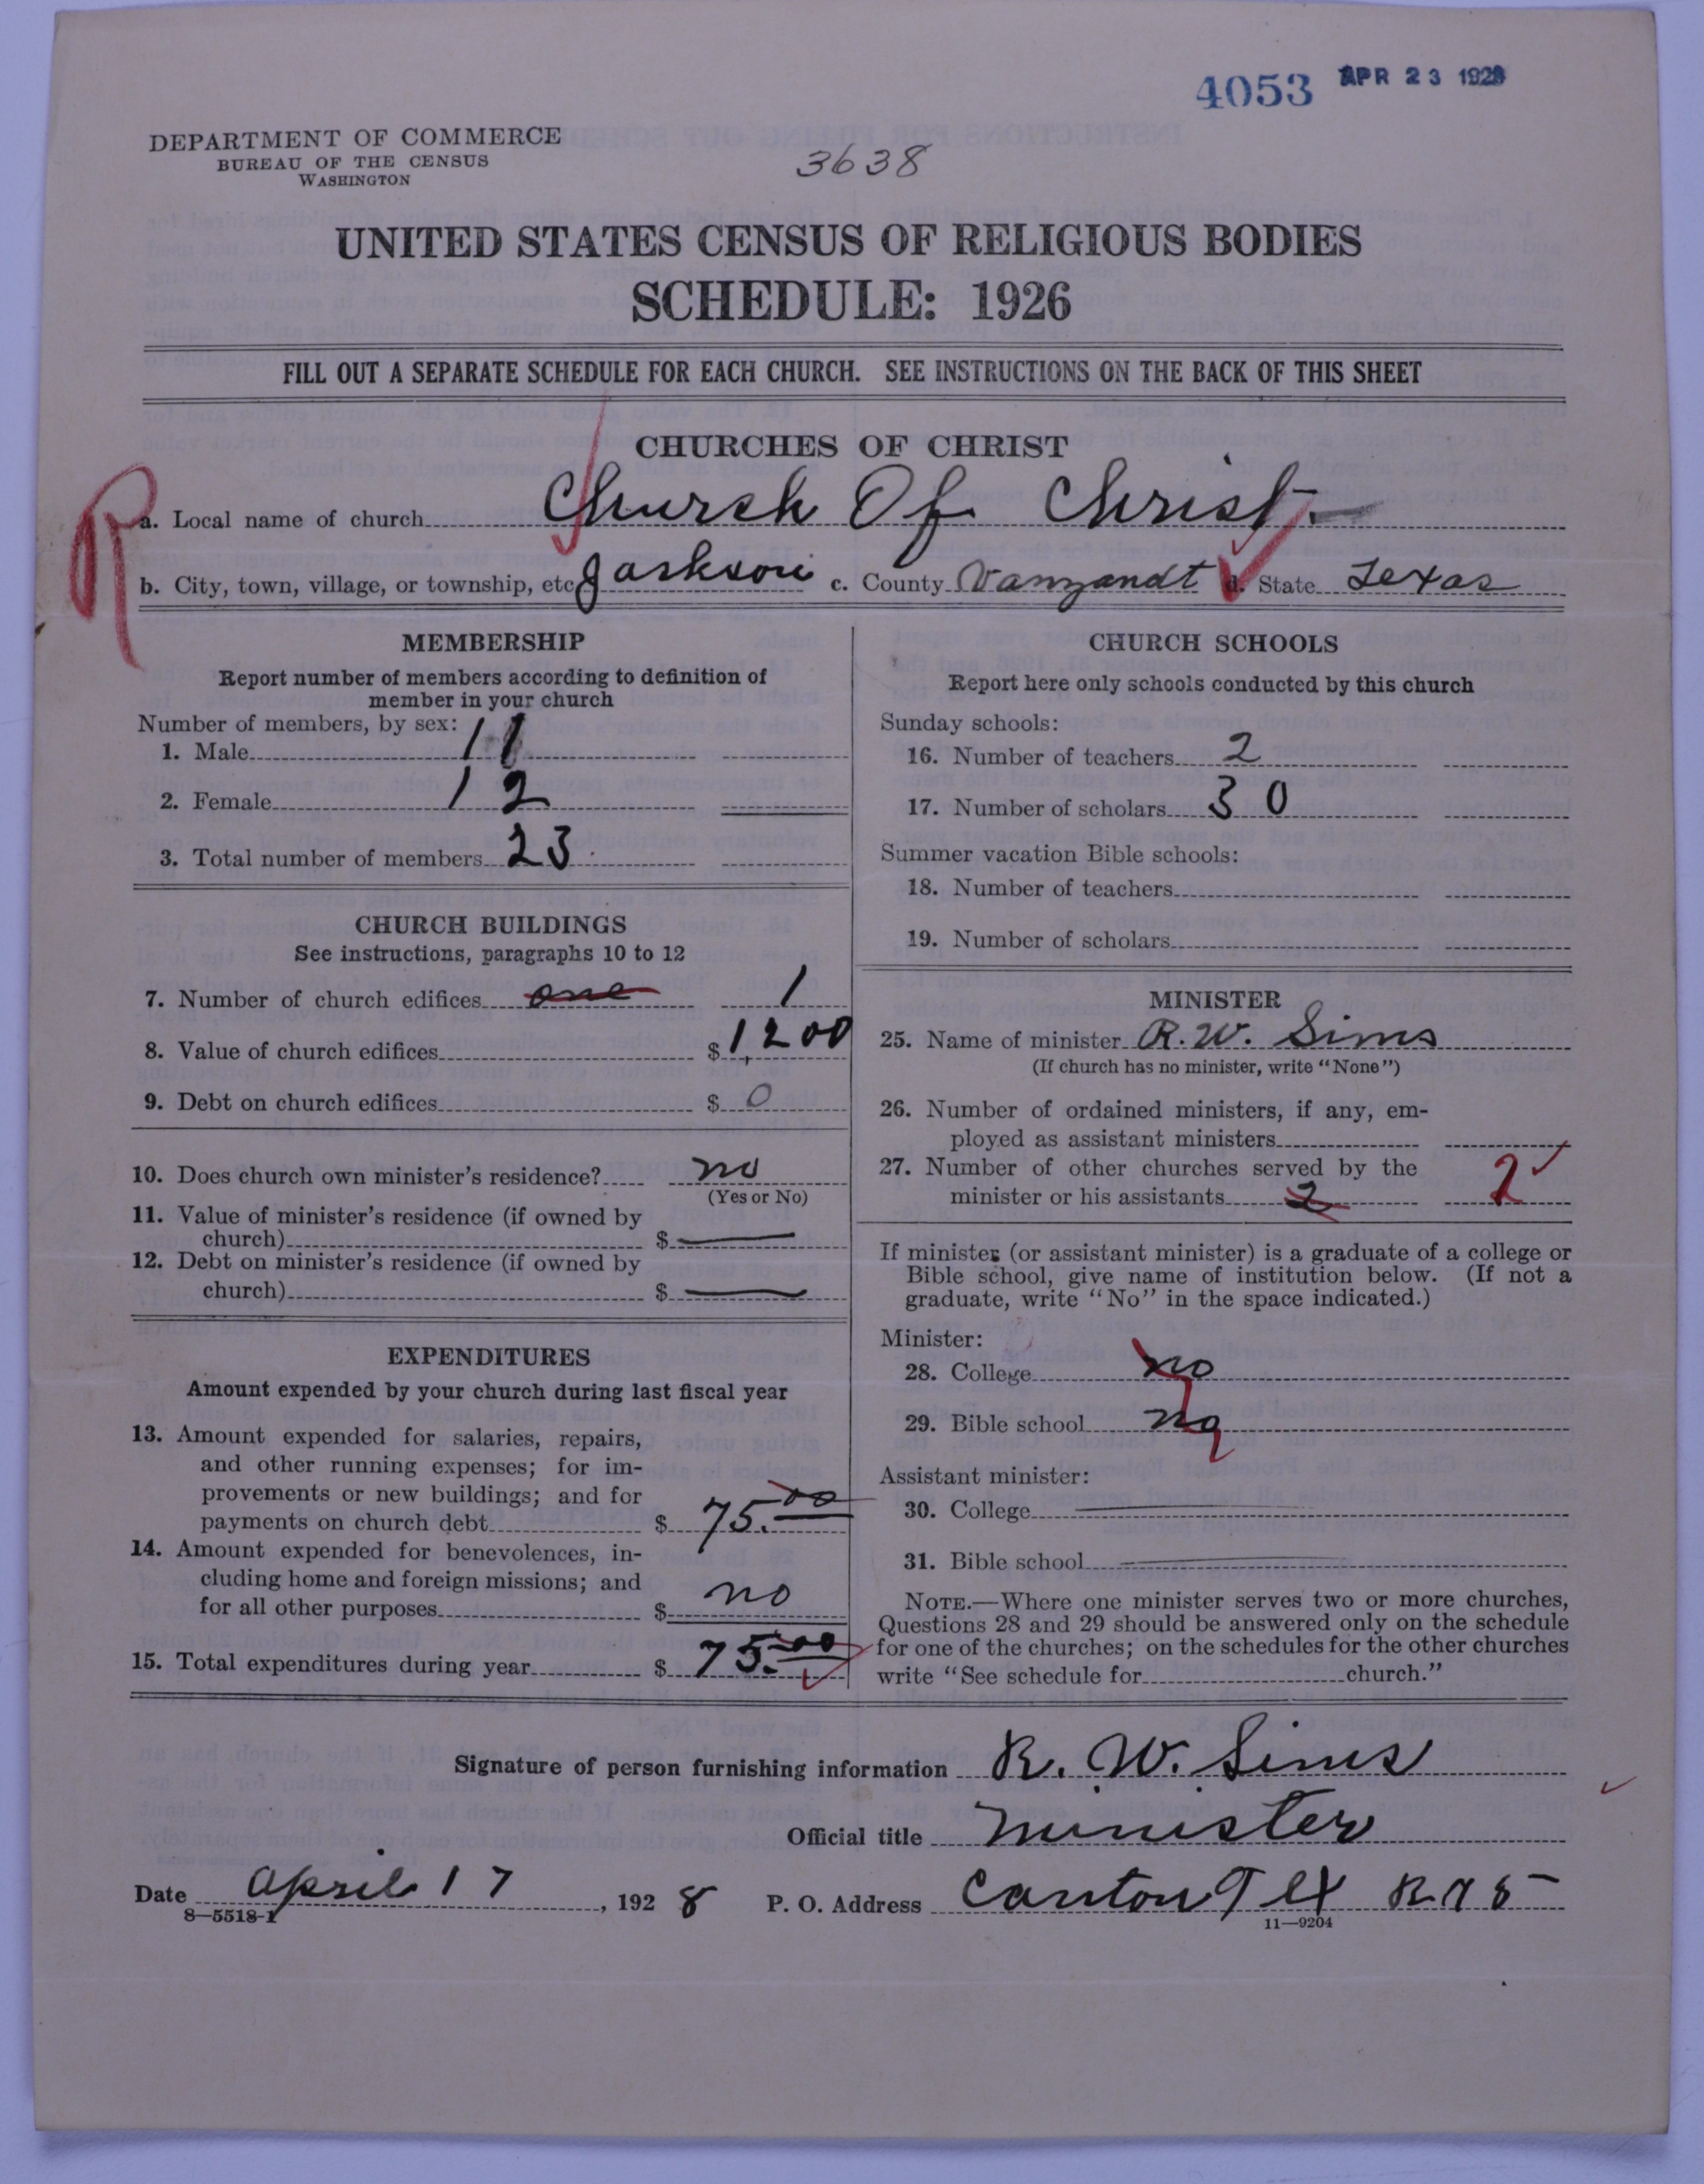 4053 APR 23 1928
DEPARTMENT OF COMMERCE
BUREAU OF THE CENSUS
WASHINGTON
3638
UNITED STATES CENSUS OF RELIGIOUS BODIES
SCHEDULE: 1926
FILL OUT A SEPARATE SCHEDULE FOR EACH CHURCH. SEE INSTRUCTIONS ON THE BACK OF THIS SHEET
CHURCHES OF CHRIST
R
a. Local name of church Church Of Christ
b. City, town, village, or township, etc Jackson c. County Vanzandt d. State Texas
MEMBERSHIP
Report number of members according to definition of
member in your church
Number of members, by sex:
1. Male 11
2. Female 12
3. Total number of members 23
CHURCH BUILDINGS
See instructions, paragraphs 10 to 12
7. Number of church edifices one 1
8. Value of church edifices $ 1,200
9. Debt on church edifices $ 0
10. Does church own minister's residence? no
(Yes or No)
11. Value of minister's residence (if owned by
church) $ —
12. Debt on minister's residence (if owned by
church) $ —
EXPENDITURES
Amount expended by your church during last fiscal year
13. Amount expended for salaries, repairs,
and other running expenses; for im-
provements or new buildings; and for
payments on church debt $ 75.00
14. Amount expended for benevolences, in-
cluding home and foreign missions; and
for all other purposes $ no
15. Total expenditures during year $ 75.00
CHURCH SCHOOLS
Report here only schools conducted by this church
Sunday schools:
16. Number of teachers 2
17. Number of scholars 30
Summer vacation Bible schools:
18. Number of teachers
19. Number of scholars
MINISTER
25. Name of minister R. W. Sims
(If church has no minister, write "None")
26. Number of ordained ministers, if any, em-
ployed as assistant ministers
27. Number of other churches served by the
minister or his assistants 2 2
If minister (or assistant minister) is a graduate of a college or
Bible school, give name of institution below. (If not a
graduate, write "No" in the space indicated.)
Minister:
28. College no
29. Bible school no
Assistant minister:
30. College
31. Bible school
NOTE.—Where one minister serves two or more churches,
Questions 28 and 29 should be answered only on the schedule
for one of the churches; on the schedules for the other churches
write "See schedule for church."
Signature of person furnishing information R. W. Sims
Official title Minister
Date April 17, 1928 P. O. Address Canton Tex
8—5518-1
11—9204